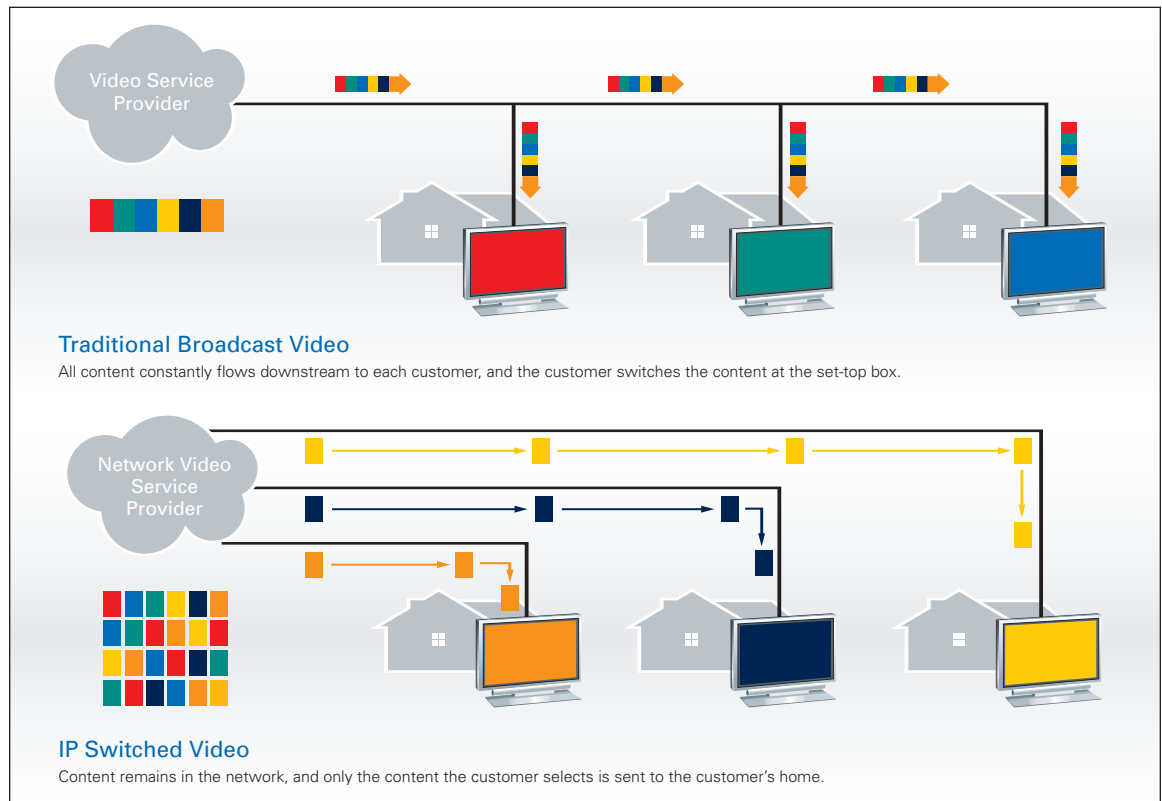 Video Service
Provider
Traditional Broadcast Video
All content constantly flows downstream to each customer, and the customer switches the content at the set-top box.
Network Video
Service
Provider
IP Switched Video
Content remains in the network, and only the content the customer selects is sent to the customer's home.